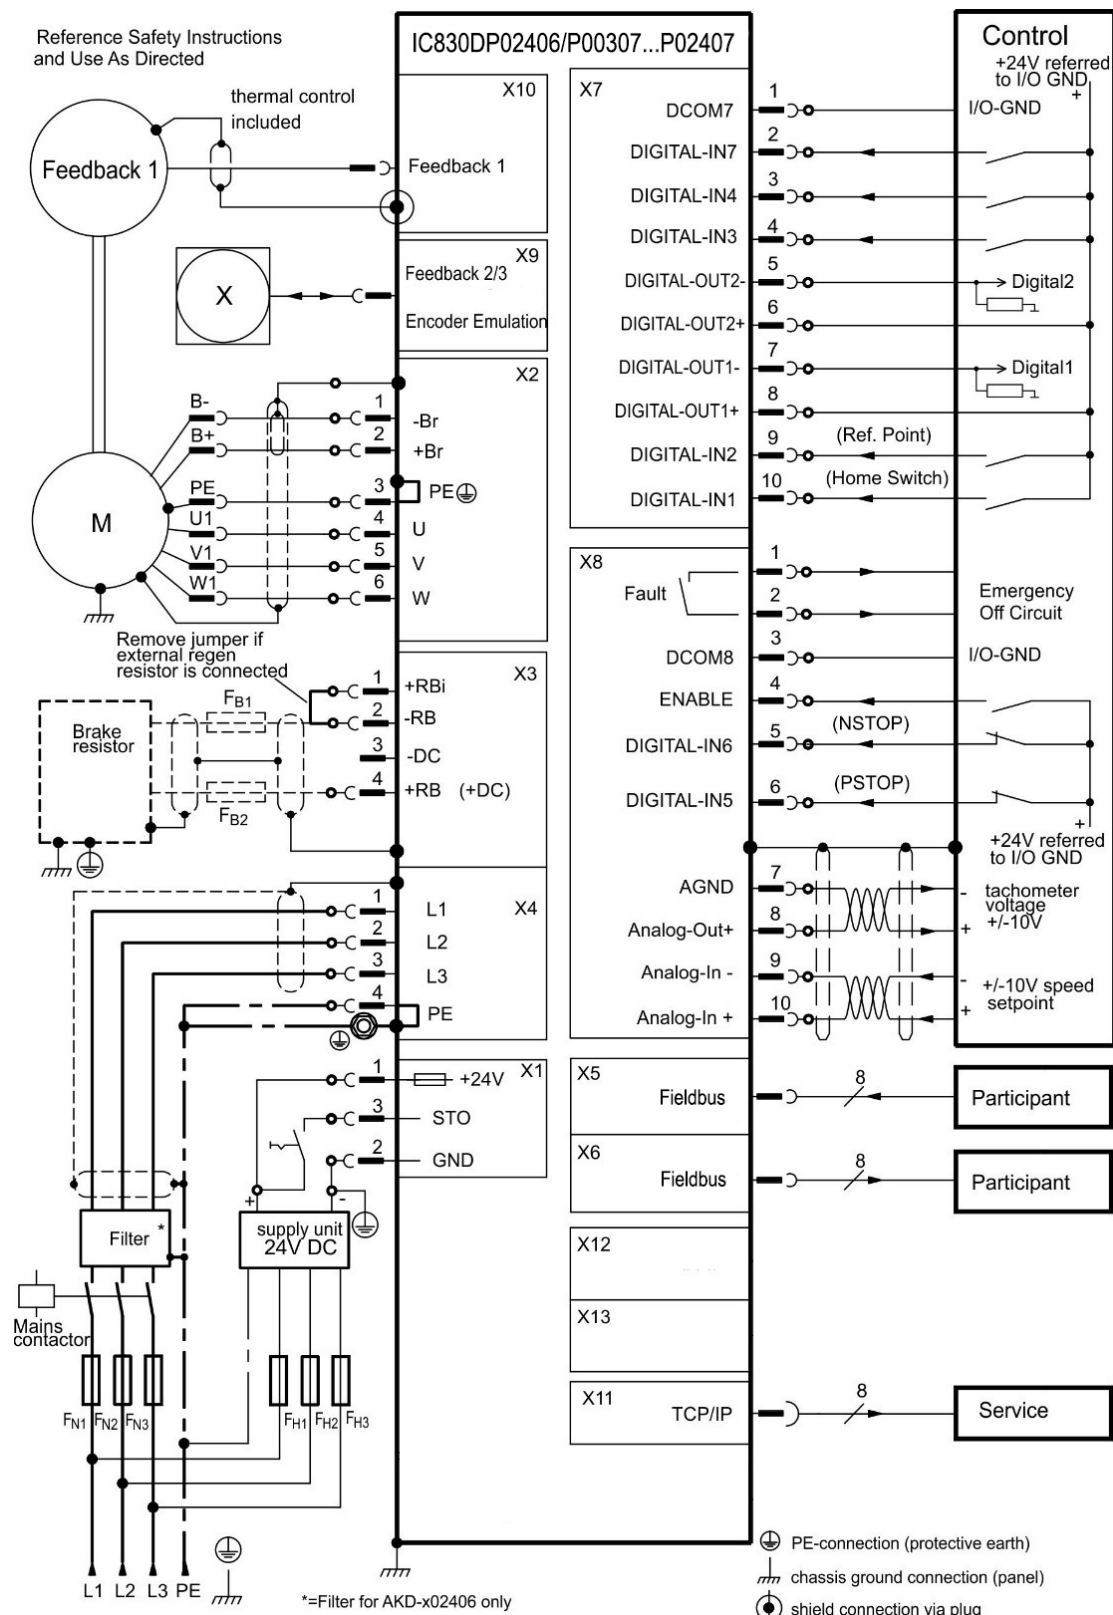 Reference Safety Instructions
and Use As Directed
IC830DP02406/P00307...P02407
Control
+24V referred
to I/O GND
+
thermal control
included
Feedback 1
X10
Feedback 1
X9
Feedback 2/3
Encoder Emulation
X
X2
B-
1
-Br
B+
2
+Br
PE
3
PE
U1
4
U
V1
5
V
W1
6
W
M
Remove jumper if
external regen
resistor is connected
X3
1
+RBi
FB1
2
-RB
Brake
resistor
3
-DC
4
+RB (+DC)
FB2
X4
1
L1
2
L2
3
L3
4
PE
X1
1
+24V
3
STO
2
GND
+
-
supply unit
24V DC
Filter
*
Mains
contactor
FN1
FN2
FN3
FH1
FH2
FH3
L1
L2
L3
PE
*=Filter for AKD-x02406 only
X7
DCOM7
1
I/O-GND
DIGITAL-IN7
2
DIGITAL-IN4
3
DIGITAL-IN3
4
DIGITAL-OUT2-
5
Digital2
DIGITAL-OUT2+
6
DIGITAL-OUT1-
7
Digital1
DIGITAL-OUT1+
8
DIGITAL-IN2
9
(Ref. Point)
DIGITAL-IN1
10
(Home Switch)
X8
Fault
1
2
Emergency
Off Circuit
DCOM8
3
I/O-GND
ENABLE
4
DIGITAL-IN6
5
(NSTOP)
DIGITAL-IN5
6
(PSTOP)
+
+24V referred
to I/O GND
AGND
7
-
tachometer
voltage
+/-10V
Analog-Out+
8
+
Analog-In -
9
-
+/-10V speed
setpoint
Analog-In +
10
+
X5
Fieldbus
8
Participant
X6
Fieldbus
8
Participant
X12
X13
X11
TCP/IP
8
Service
PE-connection (protective earth)
chassis ground connection (panel)
shield connection via plug